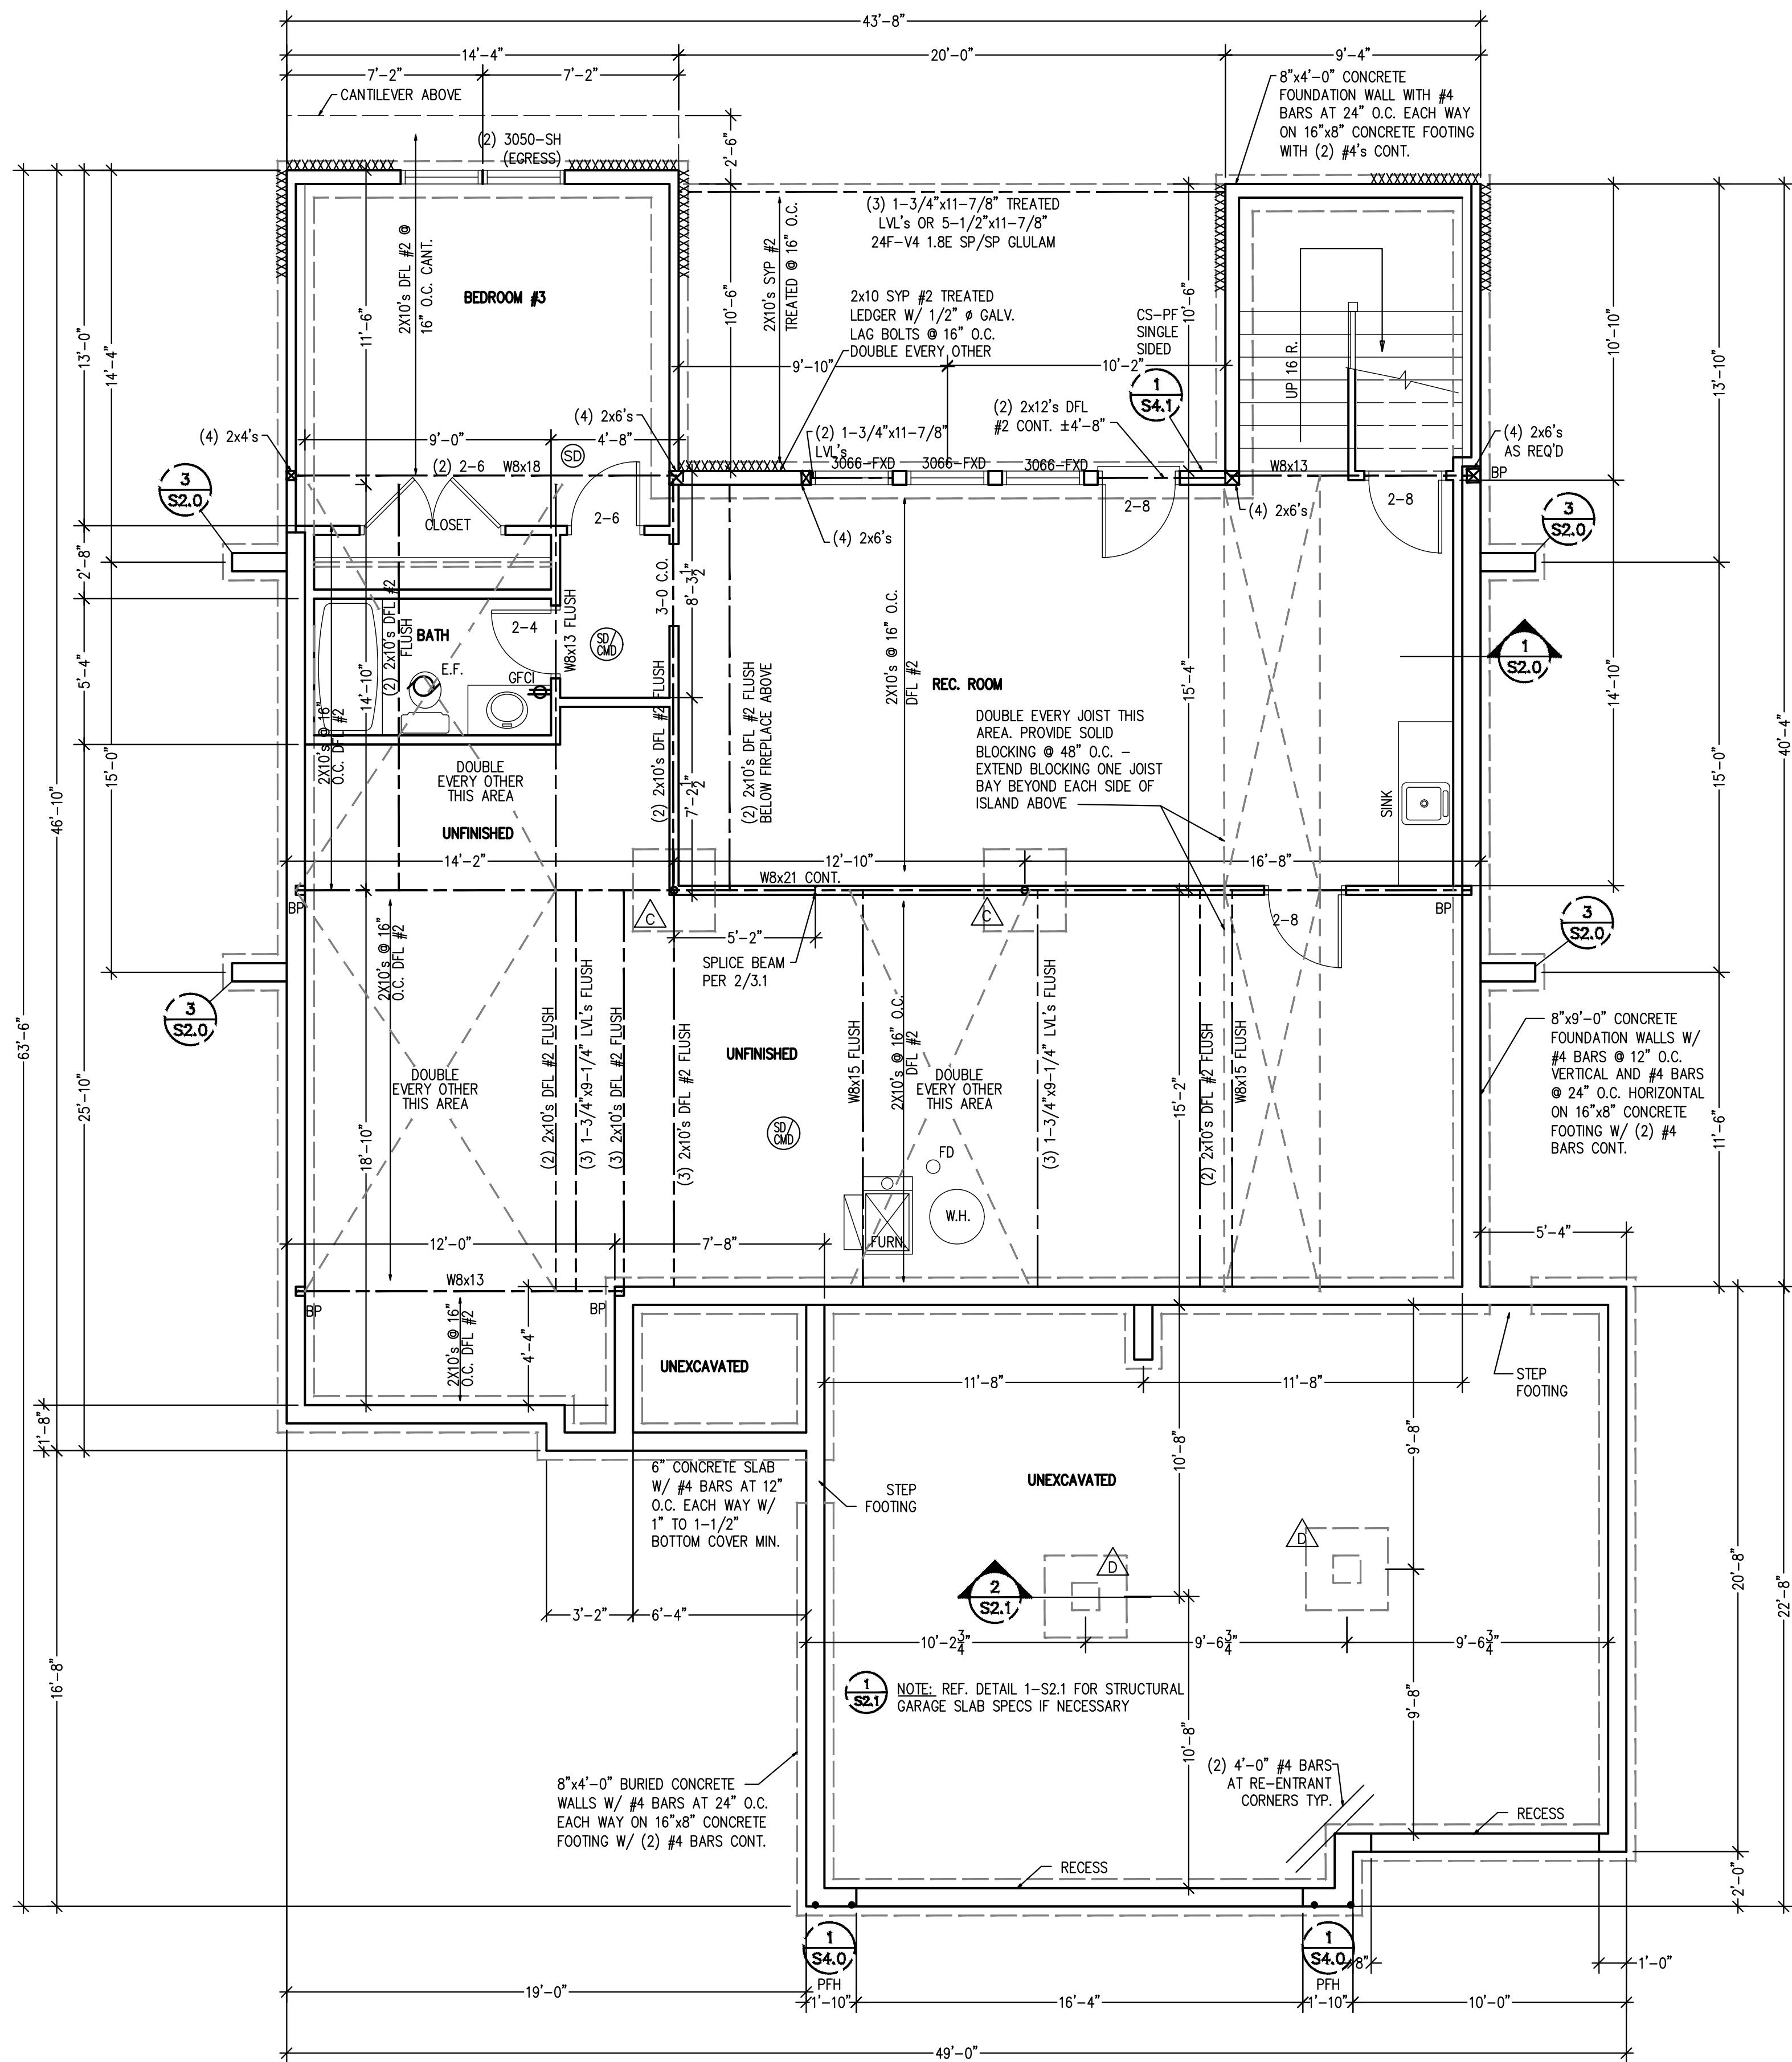 43'-8"
14'-4"
20'-0"
9'-4"
7'-2"
7'-2"
CANTILEVER ABOVE
8"x4'-0" CONCRETE
FOUNDATION WALL WITH #4
BARS AT 24" O.C. EACH WAY
ON 16"x8" CONCRETE FOOTING
WITH (2) #4's CONT.
(2) 3050-SH
(EGRESS)
2'-6"
2X10's DFL #2 @
16" O.C. CANT.
BEDROOM #3
11'-6"
10'-6"
2X10's SYP #2
TREATED @ 16" O.C.
(3) 1-3/4"x11-7/8" TREATED
LVL's OR 5-1/2"x11-7/8"
24F-V4 1.8E SP/SP GLULAM
2x10 SYP #2 TREATED
LEDGER W/ 1/2" ø GALV.
LAG BOLTS @ 16" O.C.
DOUBLE EVERY OTHER
CS-PF
SINGLE
SIDED
10'-6"
1
S4.1
UP 16 R.
9'-10"
10'-2"
10'-10"
13'-10"
13'-0"
14'-4"
(4) 2x4's
9'-0"
4'-8"
(4) 2x6's
(2) 1-3/4"x11-7/8"
LVL's
(2) 2x12's DFL
#2 CONT. ±4'-8"
(4) 2x6's
AS REQ'D
3
S2.0
(2) 2-6
W8x18
SD
3066-FXD
3066-FXD
3066-FXD
W8x13
BP
CLOSET
2-6
(4) 2x6's
2-8
(4) 2x6's
2-8
3
S2.0
2'-8"
5'-4"
15'-0"
46'-10"
63'-6"
25'-10"
(2) 2x10's DFL #2
FLUSH
BATH
2-4
E.F.
GFCI
W8x13 FLUSH
SD/
CMD
3-0 C.O.
8'-3 1/2"
14'-10"
2X10's @ 16"
O.C. DFL #2
(2) 2x10's DFL #2 FLUSH
(2) 2x10's DFL #2 FLUSH
BELOW FIREPLACE ABOVE
7'-2 1/2"
2X10's @ 16" O.C.
DFL #2
REC. ROOM
15'-4"
DOUBLE EVERY JOIST THIS
AREA. PROVIDE SOLID
BLOCKING @ 48" O.C. -
EXTEND BLOCKING ONE JOIST
BAY BEYOND EACH SIDE OF
ISLAND ABOVE
1
S2.0
14'-10"
40'-4"
15'-0"
SINK
DOUBLE
EVERY OTHER
THIS AREA
UNFINISHED
14'-2"
12'-10"
16'-8"
W8x21 CONT.
BP
C
C
2-8
BP
3
S2.0
5'-2"
SPLICE BEAM
PER 2/3.1
3
S2.0
2X10's @ 16"
O.C. DFL #2
(2) 2x10's DFL #2 FLUSH
(3) 1-3/4"x9-1/4" LVL's FLUSH
(3) 2x10's DFL #2 FLUSH
(3) 2x10's DFL #2 FLUSH
UNFINISHED
W8x15 FLUSH
2X10's @ 16" O.C.
DFL #2
(3) 1-3/4"x9-1/4" LVL's FLUSH
15'-2"
(2) 2x10's DFL #2 FLUSH
W8x15 FLUSH
8"x9'-0" CONCRETE
FOUNDATION WALLS W/
#4 BARS @ 12" O.C.
VERTICAL AND #4 BARS
@ 24" O.C. HORIZONTAL
ON 16"x8" CONCRETE
FOOTING W/ (2) #4
BARS CONT.
11'-6"
DOUBLE
EVERY OTHER
THIS AREA
DOUBLE
EVERY OTHER
THIS AREA
SD/
CMD
18'-10"
FD
W.H.
FURN.
12'-0"
7'-8"
5'-4"
W8x13
BP
BP
2X10's @ 16"
O.C. DFL #2
4'-4"
UNEXCAVATED
11'-8"
11'-8"
STEP
FOOTING
1'-8"
6" CONCRETE SLAB
W/ #4 BARS AT 12"
O.C. EACH WAY W/
1" TO 1-1/2"
BOTTOM COVER MIN.
STEP
FOOTING
10'-8"
9'-8"
UNEXCAVATED
2
S2.1
D
D
3'-2"
6'-4"
10'-2 3/4"
9'-6 3/4"
9'-6 3/4"
20'-8"
22'-8"
16'-8"
1
S2.1
NOTE: REF. DETAIL 1-S2.1 FOR STRUCTURAL
GARAGE SLAB SPECS IF NECESSARY
10'-8"
9'-8"
8"x4'-0" BURIED CONCRETE
WALLS W/ #4 BARS AT 24" O.C.
EACH WAY ON 16"x8" CONCRETE
FOOTING W/ (2) #4 BARS CONT.
(2) 4'-0" #4 BARS
AT RE-ENTRANT
CORNERS TYP.
RECESS
RECESS
2'-0"
1
S4.0
PFH
1
S4.0
PFH
8"
1'-0"
19'-0"
1'-10"
16'-4"
1'-10"
10'-0"
49'-0"